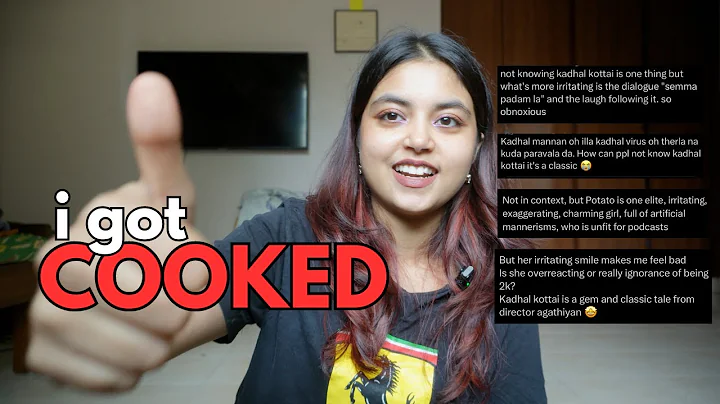 i got
COOKED
not knowing kadhal kottai is one thing but
what's more irritating is the dialogue "semma
padam la" and the laugh following it. so
obnoxious
Kadhal mannan oh illa kadhal virus oh therla na
kuda paravala da. How can ppl not know kadhal
kottai it's a classic 😭
Not in context, but Potato is one elite, irritating,
exaggerating, charming girl, full of artificial
mannerisms, who is unfit for podcasts
But her irritating smile makes me feel bad
Is she overreacting or really ignorance of being
2k?
Kadhal kottai is a gem and classic tale from
director agathiyan 🤩